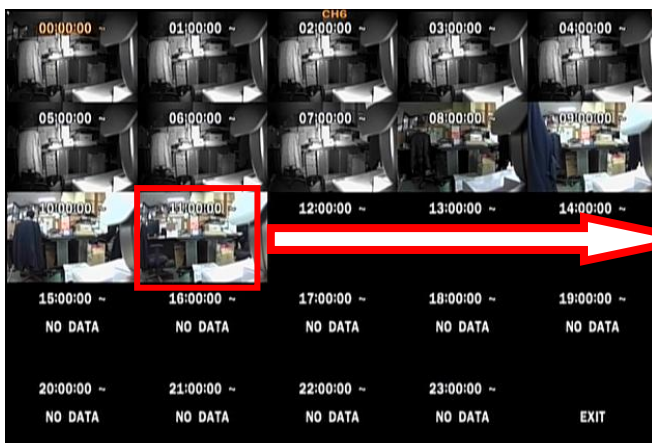 CH6
00:00:00 ~ 01:00:00 ~ 02:00:00 ~ 03:00:00 ~ 04:00:00 ~
05:00:00 ~ 06:00:00 ~ 07:00:00 ~ 08:00:00 ~ 09:00:00 ~
10:00:00 ~ 11:00:00 ~ 12:00:00 ~ 13:00:00 ~ 14:00:00 ~
15:00:00 ~ 16:00:00 ~ 17:00:00 ~ 18:00:00 ~ 19:00:00 ~
NO DATA NO DATA NO DATA NO DATA NO DATA
20:00:00 ~ 21:00:00 ~ 22:00:00 ~ 23:00:00 ~
NO DATA NO DATA NO DATA NO DATA EXIT